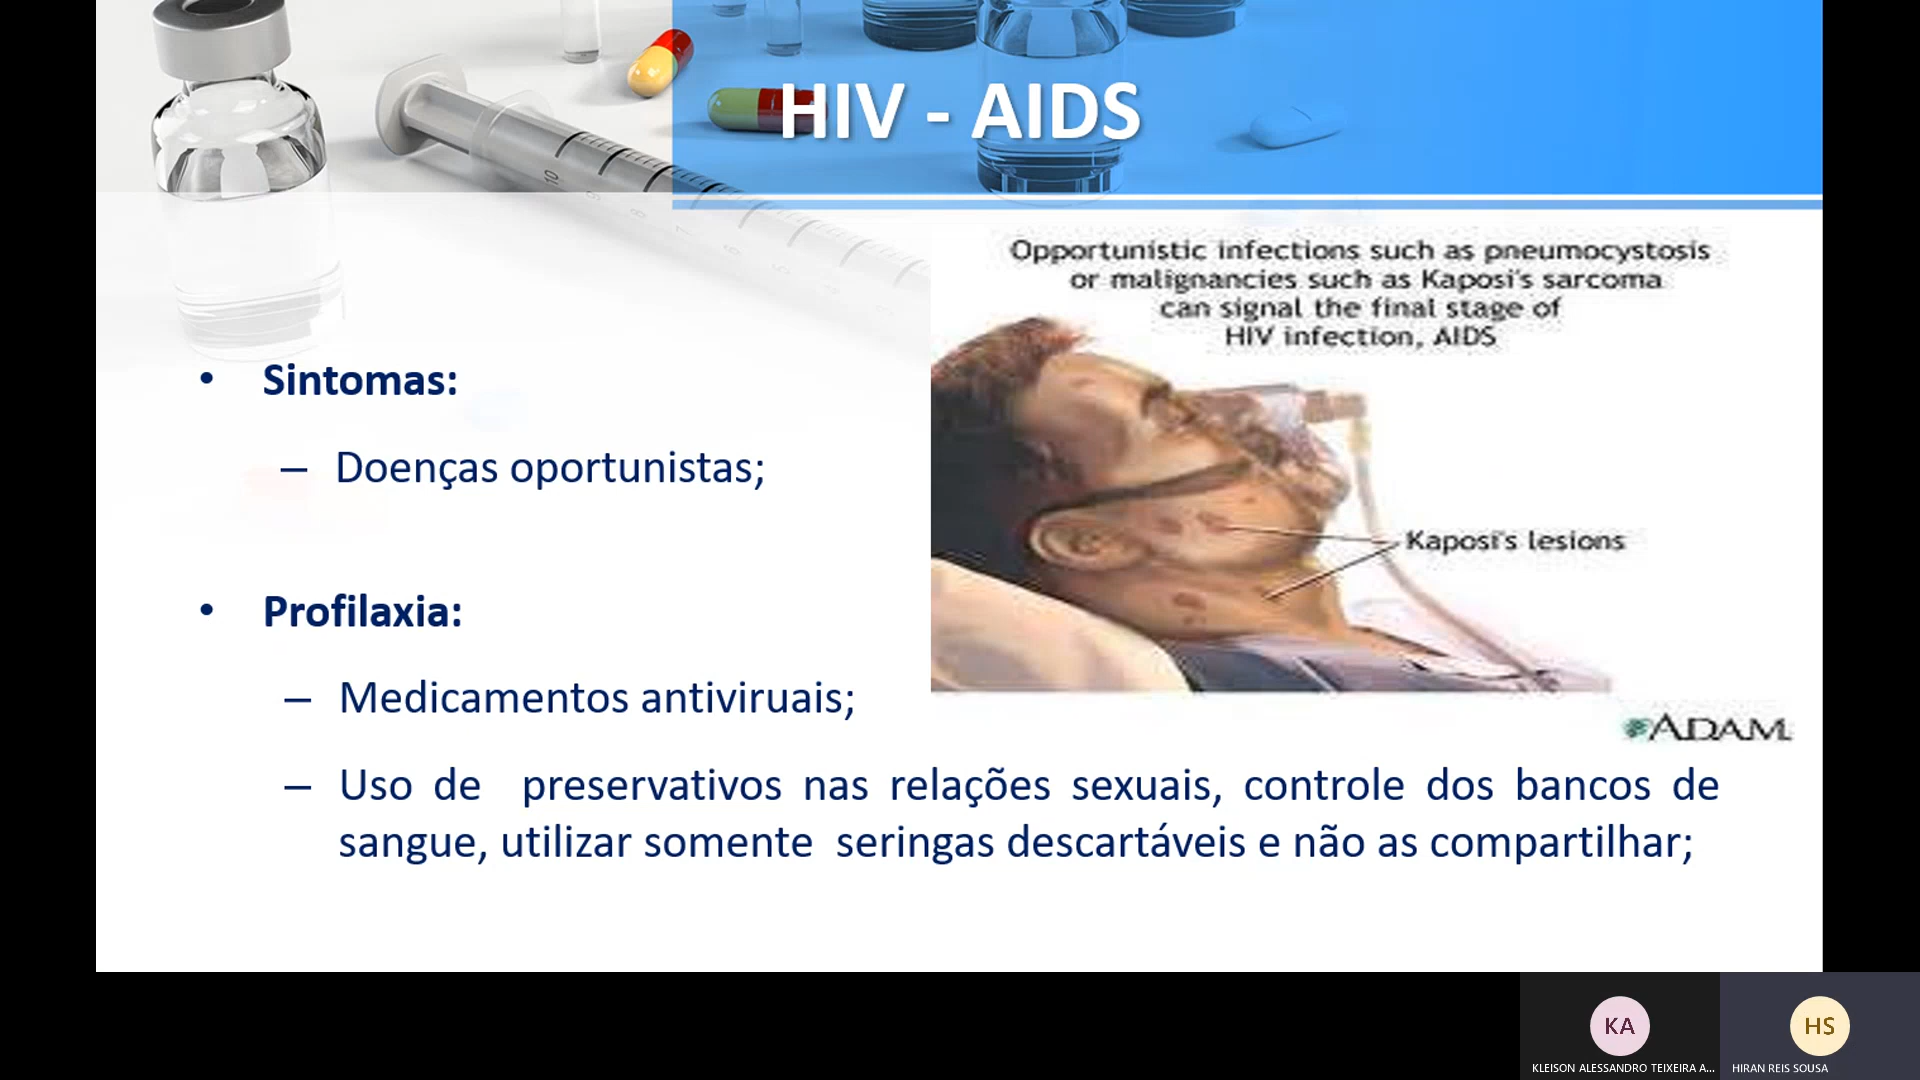 HIV - AIDS
10
Opportunistic infections such as pneumocystosis
or malignancies such as Kaposi's sarcoma
can signal the final stage of
HIV infection, AIDS
• Sintomas:
– Doenças oportunistas;
Kaposi's lesions
• Profilaxia:
– Medicamentos antiviruais;
ADAM.
– Uso de preservativos nas relações sexuais, controle dos bancos de
sangue, utilizar somente seringas descartáveis e não as compartilhar;
KA
HS
KLEISON ALESSANDRO TEIXEIRA A...
HIRAN REIS SOUSA